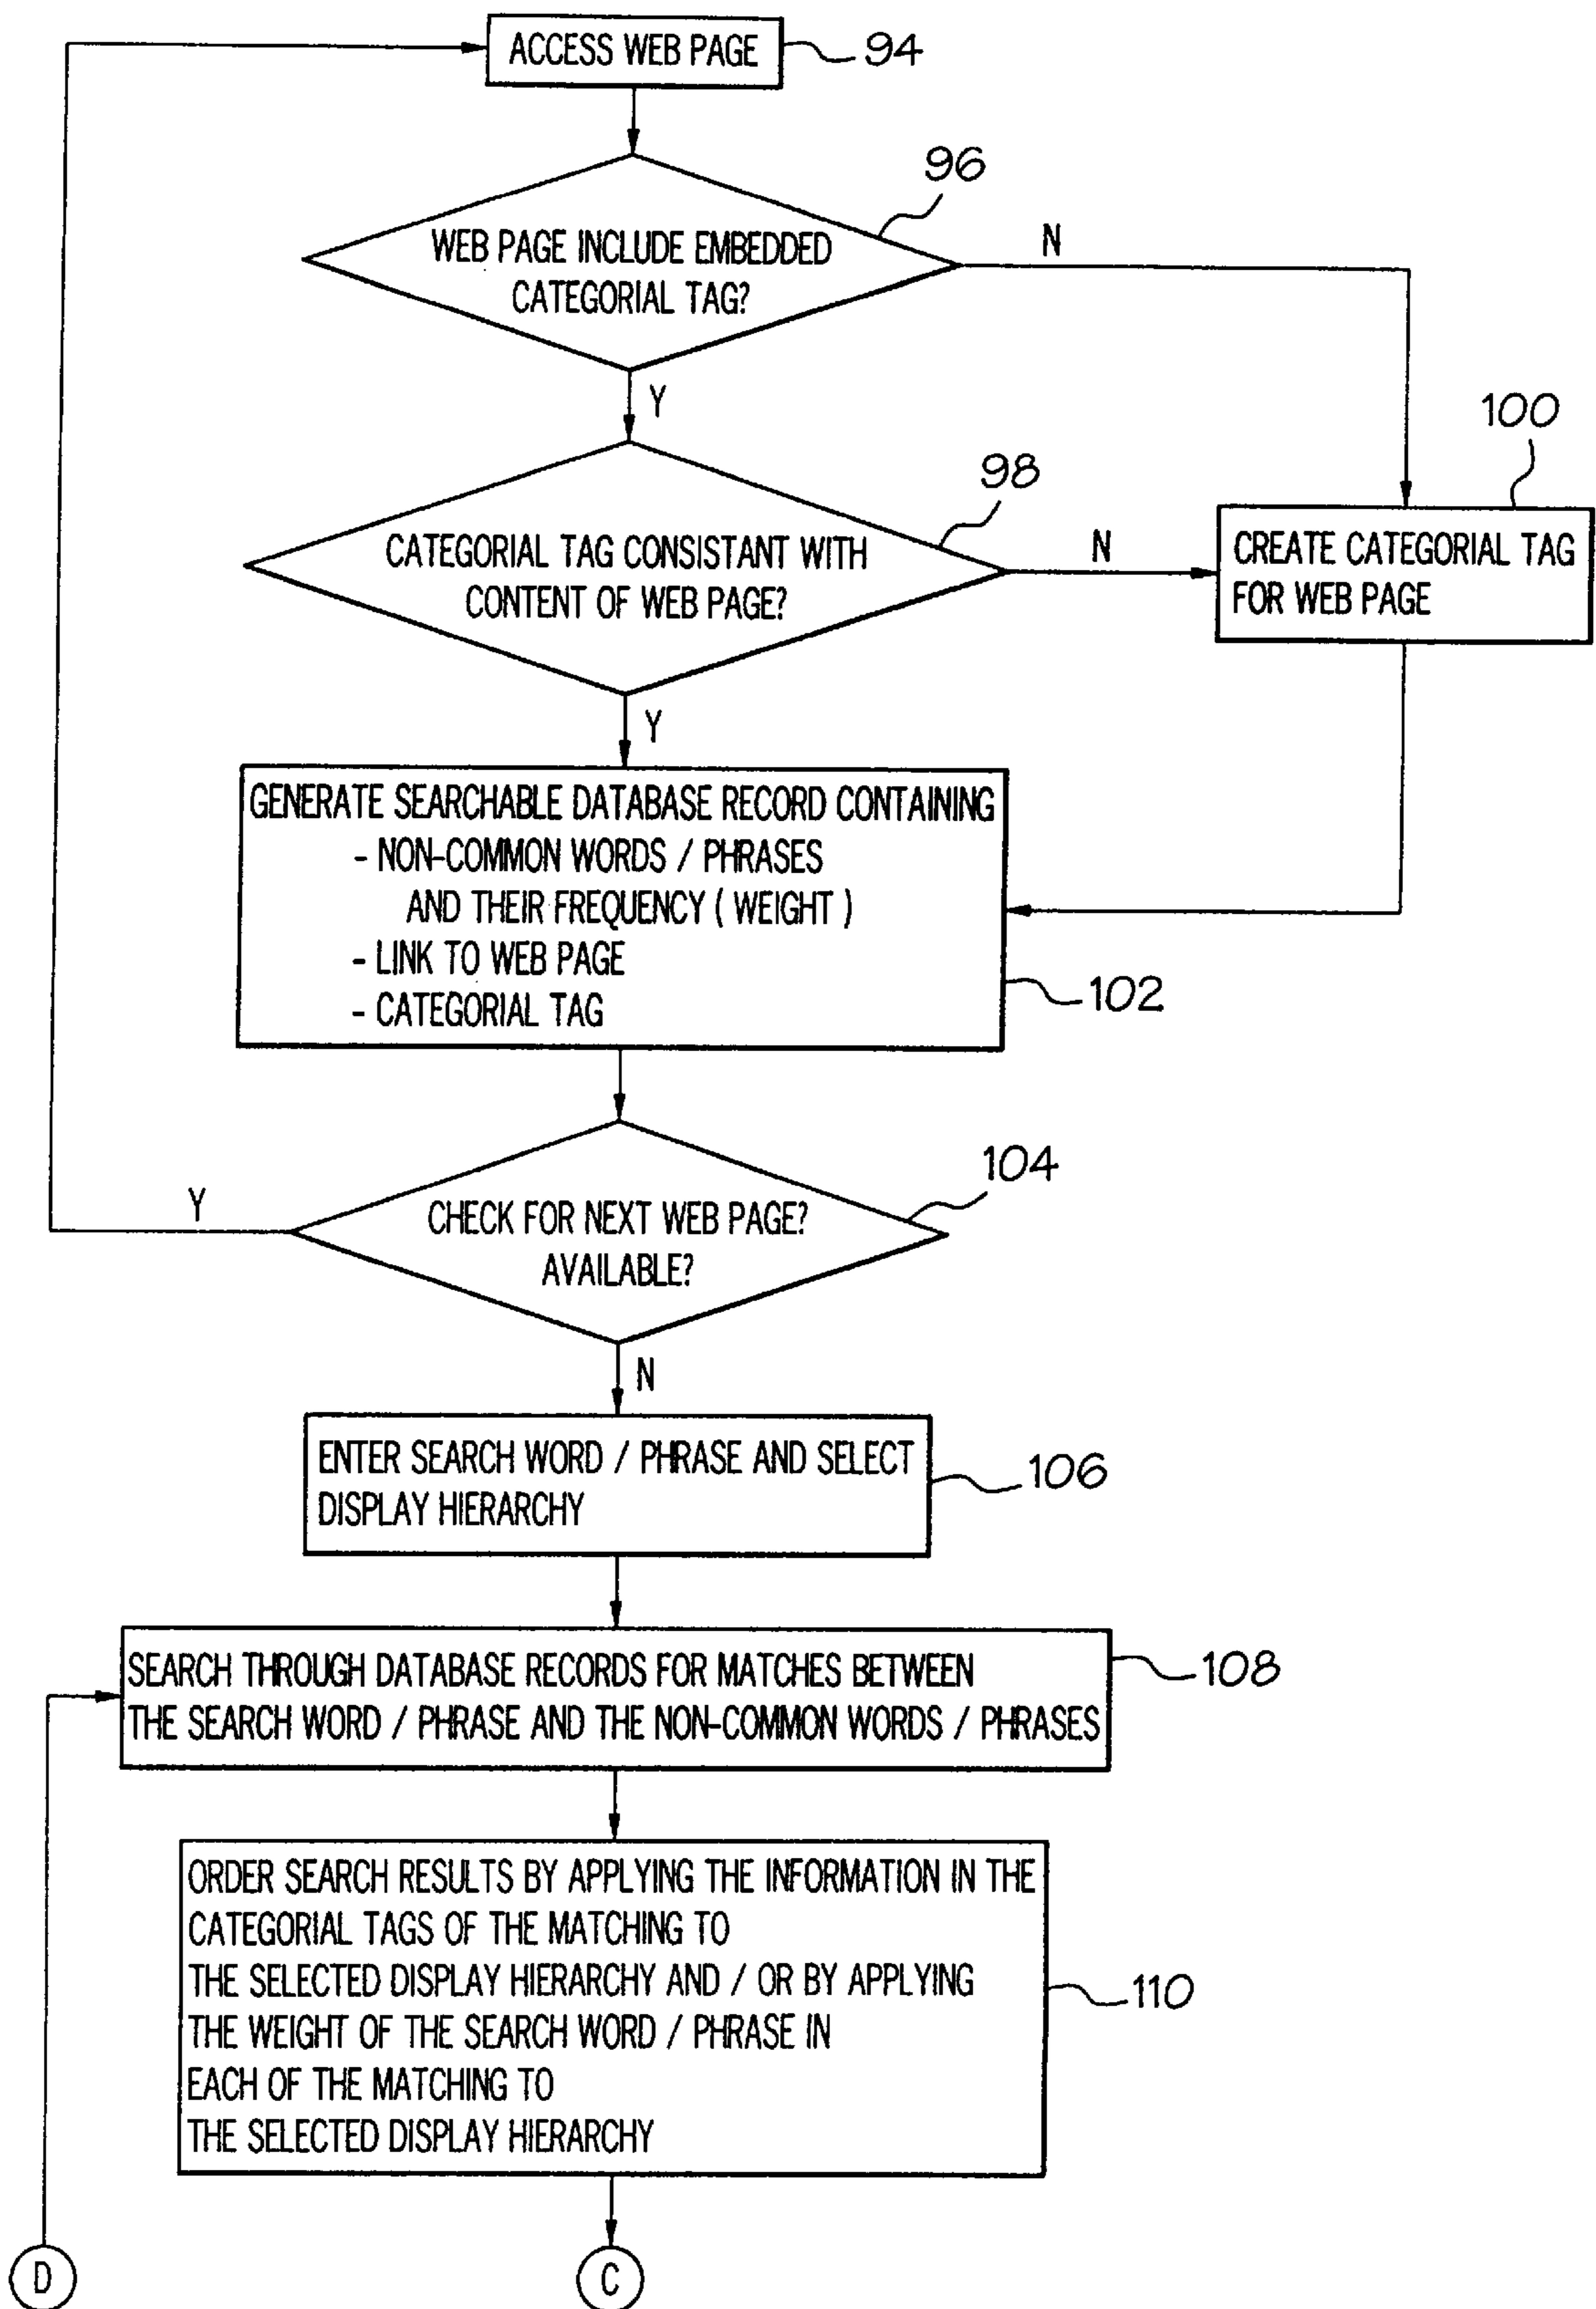 ACCESS WEB PAGE
94
96
WEB PAGE INCLUDE EMBEDDED
CATEGORIAL TAG?
N
Y
100
98
CATEGORIAL TAG CONSISTANT WITH
CONTENT OF WEB PAGE?
N
CREATE CATEGORIAL TAG
FOR WEB PAGE
Y
GENERATE SEARCHABLE DATABASE RECORD CONTAINING
- NON-COMMON WORDS / PHRASES
AND THEIR FREQUENCY ( WEIGHT )
- LINK TO WEB PAGE
- CATEGORIAL TAG
102
104
Y
CHECK FOR NEXT WEB PAGE?
AVAILABLE?
N
ENTER SEARCH WORD / PHRASE AND SELECT
DISPLAY HIERARCHY
106
SEARCH THROUGH DATABASE RECORDS FOR MATCHES BETWEEN
THE SEARCH WORD / PHRASE AND THE NON-COMMON WORDS / PHRASES
108
ORDER SEARCH RESULTS BY APPLYING THE INFORMATION IN THE
CATEGORIAL TAGS OF THE MATCHING TO
THE SELECTED DISPLAY HIERARCHY AND / OR BY APPLYING
THE WEIGHT OF THE SEARCH WORD / PHRASE IN
EACH OF THE MATCHING TO
THE SELECTED DISPLAY HIERARCHY
110
D
C